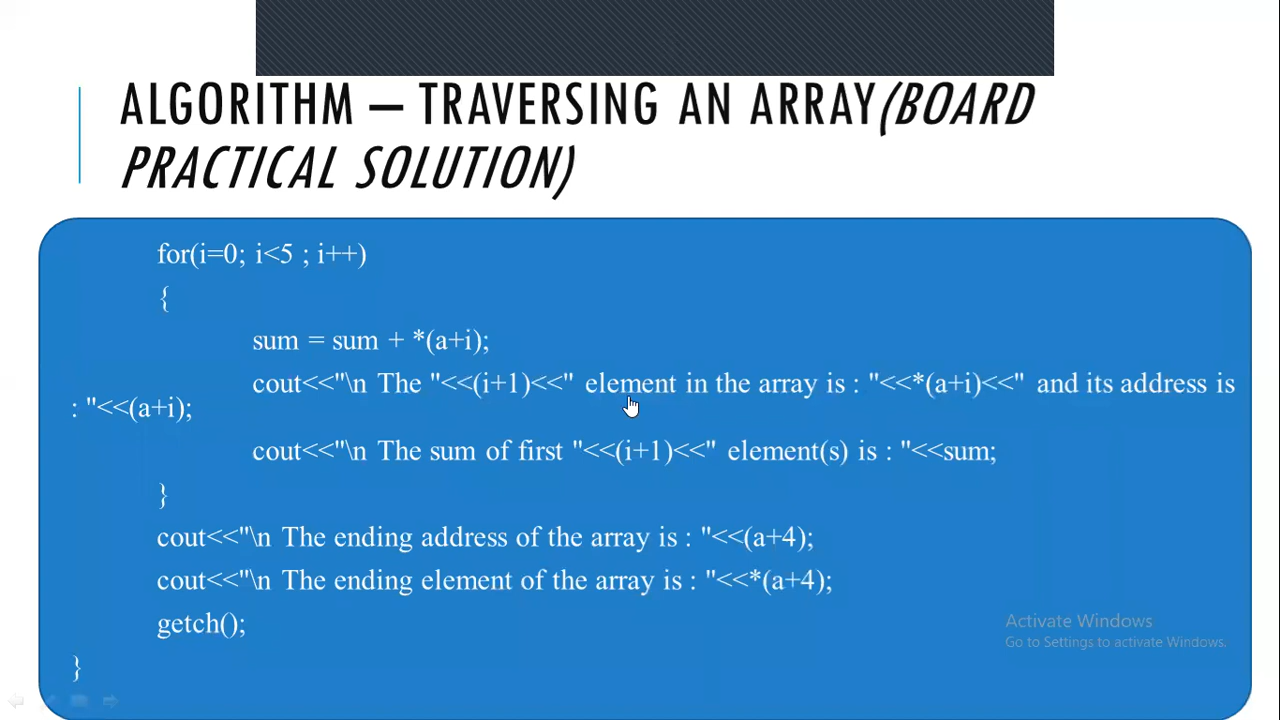 ALGORITHM – TRAVERSING AN ARRAY(BOARD
PRACTICAL SOLUTION)
for(i=0; i<5 ; i++)
{
sum = sum + *(a+i);
cout<<"\n The "<<(i+1)<<" element in the array is : "<<*(a+i)<<" and its address is
: "<<(a+i);
cout<<"\n The sum of first "<<(i+1)<<" element(s) is : "<<sum;
}
cout<<"\n The ending address of the array is : "<<(a+4);
cout<<"\n The ending element of the array is : "<<*(a+4);
getch();
}
Activate Windows
Go to Settings to activate Windows.